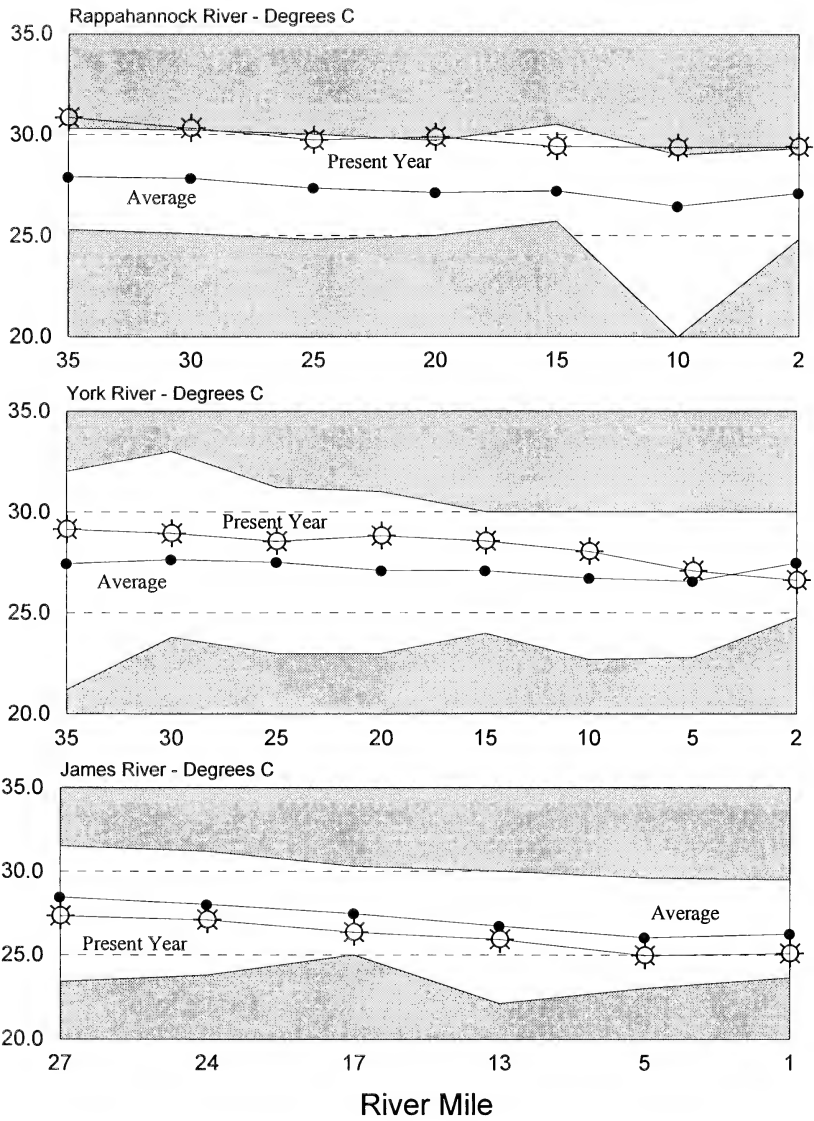 Rappahannock River - Degrees C
35.0
30.0
Present Year
Average
25.0
20.0
35 30 25 20 15 10 2
York River - Degrees C
35.0
30.0
Present Year
Average
25.0
20.0
35 30 25 20 15 10 5 2
James River - Degrees C
35.0
30.0
Average
Present Year
25.0
20.0
27 24 17 13 5 1
River Mile